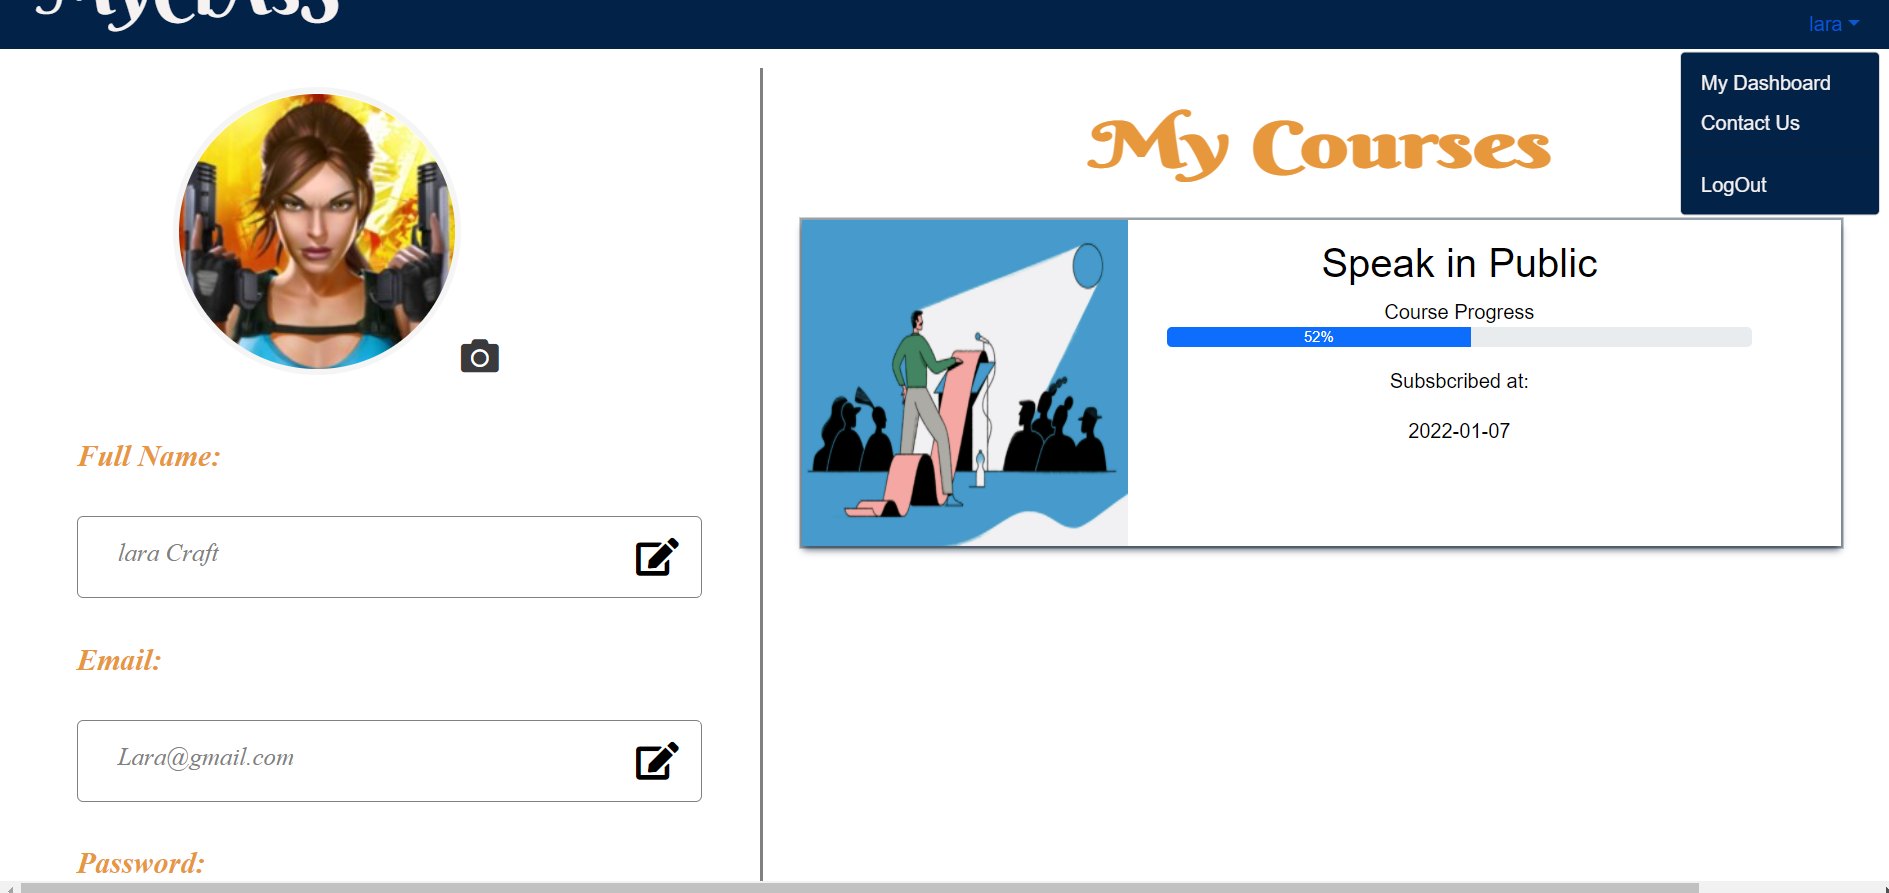 MyClass
lara
My Dashboard
Contact Us
LogOut
My Courses
Speak in Public
Course Progress
52%
Subsbcribed at:
2022-01-07
Full Name:
lara Craft
Email:
Lara@gmail.com
Password: